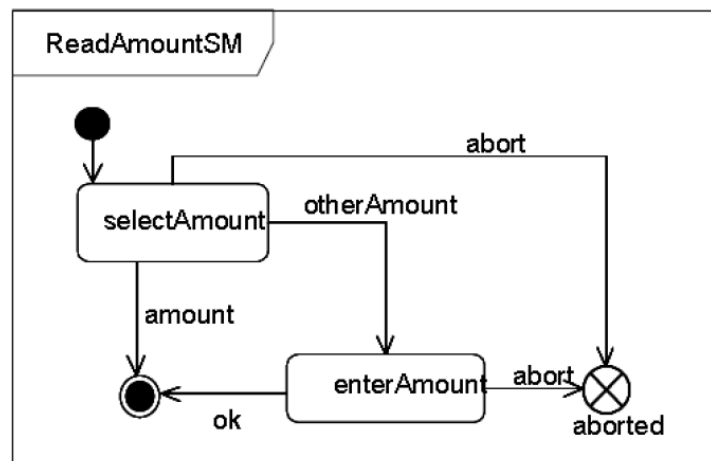 ReadAmountSM
abort
selectAmount
otherAmount
amount
enterAmount
abort
ok
aborted